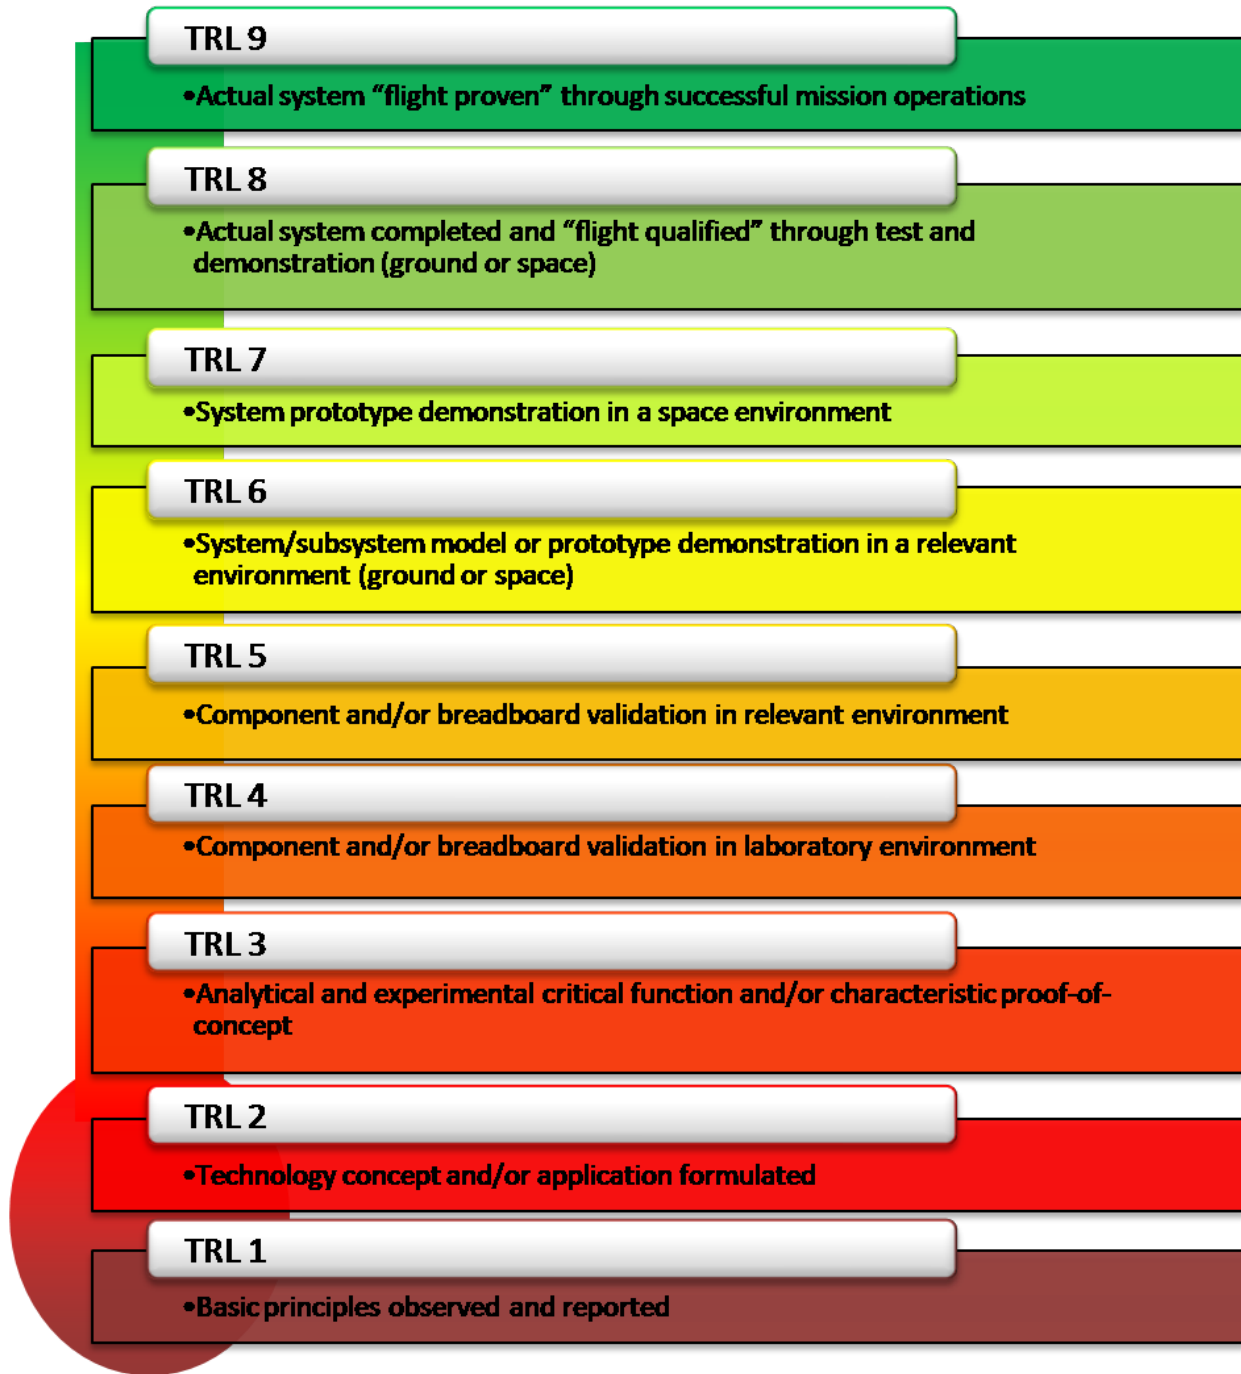 TRL 9
•Actual system “flight proven” through successful mission operations
TRL 8
•Actual system completed and “flight qualified” through test and
demonstration (ground or space)
TRL 7
•System prototype demonstration in a space environment
TRL 6
•System/subsystem model or prototype demonstration in a relevant
environment (ground or space)
TRL 5
•Component and/or breadboard validation in relevant environment
TRL 4
•Component and/or breadboard validation in laboratory environment
TRL 3
•Analytical and experimental critical function and/or characteristic proof-of-
concept
TRL 2
•Technology concept and/or application formulated
TRL 1
•Basic principles observed and reported